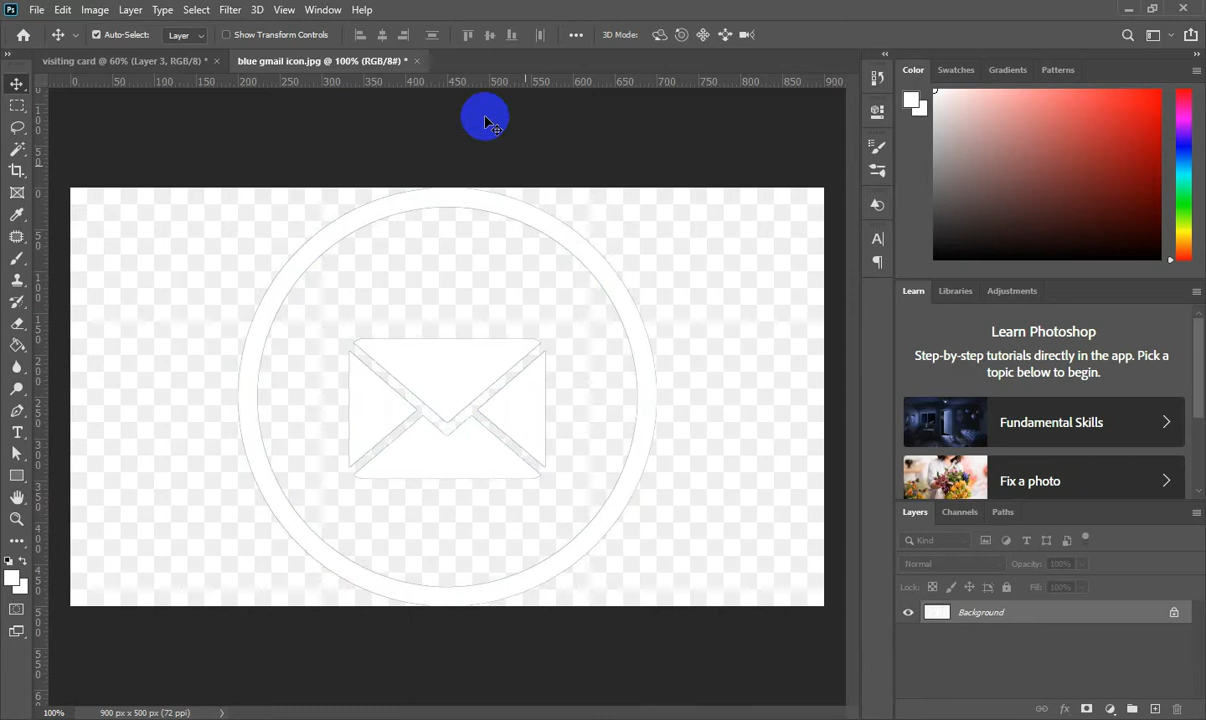 Ps File Edit Image Layer Type Select Filter 3D View Window Help
Auto-Select: Layer Show Transform Controls 3D Mode:
visiting card @ 60% (Layer 3, RGB/8) * × blue gmail icon.jpg @ 100% (RGB/8#) * ×
0 50 100 150 200 250 300 350 400 450 500 550 600 650 700 750 800 850 900
Color Swatches Gradients Patterns
Learn Libraries Adjustments
Learn Photoshop
Step-by-step tutorials directly in the app. Pick a
topic below to begin.
Fundamental Skills
Fix a photo
Layers Channels Paths
Kind
Normal Opacity: 100%
Lock: Fill: 100%
Background
100% 900 px x 500 px (72 ppi)